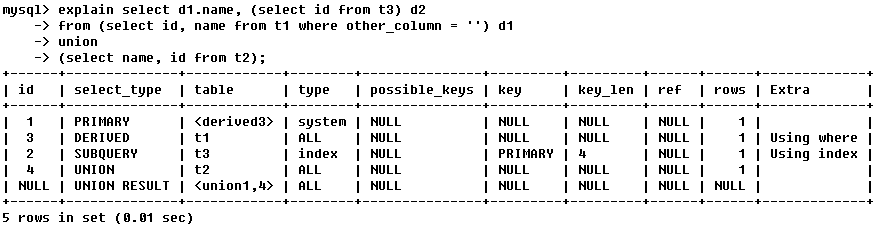 mysql> explain select d1.name, (select id from t3) d2
    -> from (select id, name from t1 where other_column = '') d1
    -> union
    -> (select name, id from t2);
+------+--------------+------------+--------+---------------+---------+---------+------+------+-------------+
| id   | select_type  | table      | type   | possible_keys | key     | key_len | ref  | rows | Extra       |
+------+--------------+------------+--------+---------------+---------+---------+------+------+-------------+
|  1   | PRIMARY      | <derived3> | system | NULL          | NULL    | NULL    | NULL |    1 |             |
|  3   | DERIVED      | t1         | ALL    | NULL          | NULL    | NULL    | NULL |    1 | Using where |
|  2   | SUBQUERY     | t3         | index  | NULL          | PRIMARY | 4       | NULL |    1 | Using index |
|  4   | UNION        | t2         | ALL    | NULL          | NULL    | NULL    | NULL |    1 |             |
| NULL | UNION RESULT | <union1,4> | ALL    | NULL          | NULL    | NULL    | NULL | NULL |             |
+------+--------------+------------+--------+---------------+---------+---------+------+------+-------------+
5 rows in set (0.01 sec)